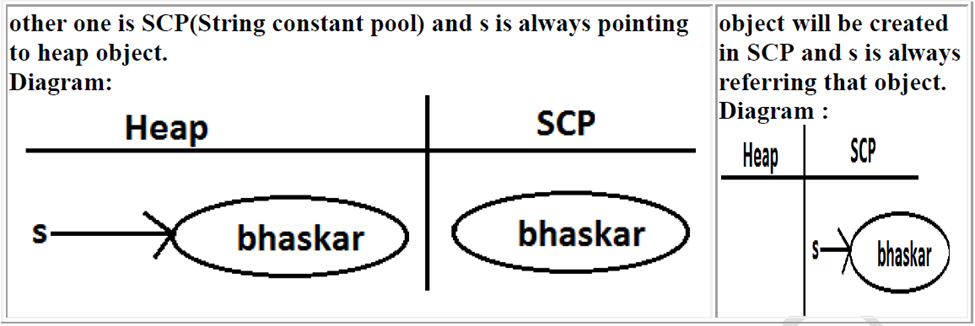 other one is SCP(String constant pool) and s is always pointing
to heap object.
Diagram:
Heap SCP
s bhaskar bhaskar
object will be created
in SCP and s is always
referring that object.
Diagram :
Heap SCP
s bhaskar